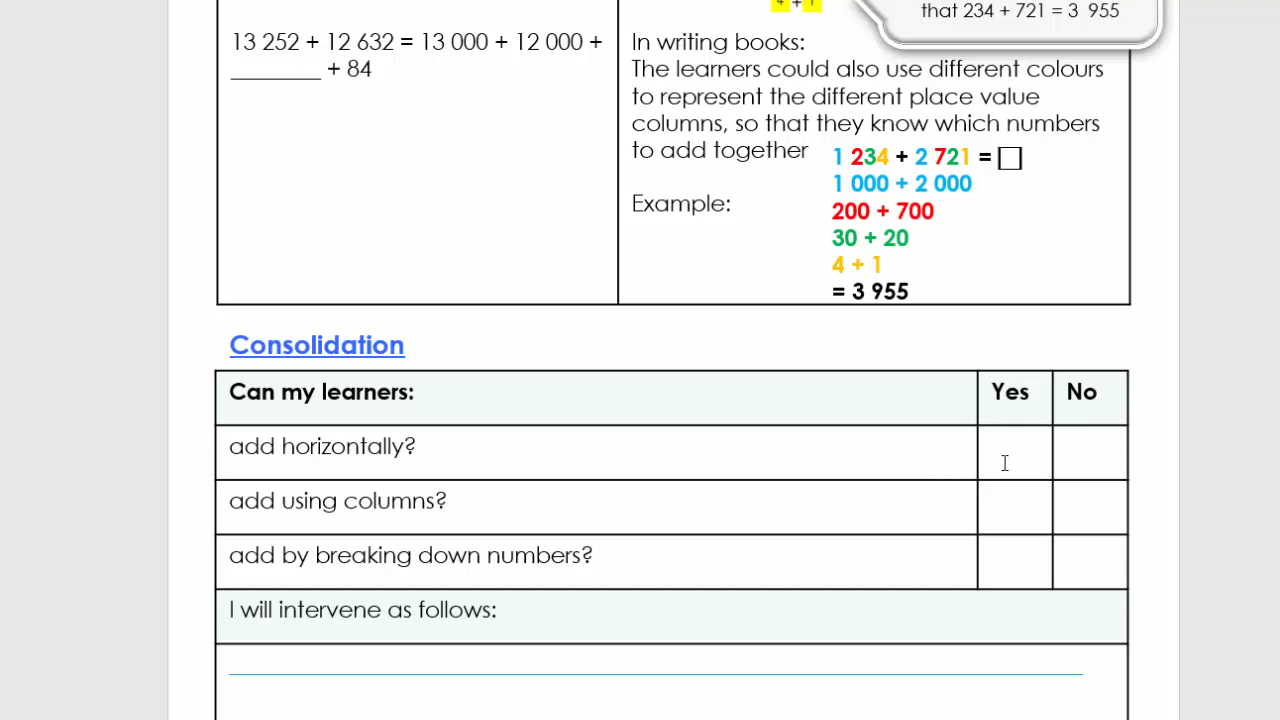 4 + 1
that 234 + 721 = 3 955
13 252 + 12 632 = 13 000 + 12 000 +
________ + 84
In writing books:
The learners could also use different colours
to represent the different place value
columns, so that they know which numbers
to add together
1 234 + 2 721 = □
1 000 + 2 000
Example:
200 + 700
30 + 20
4 + 1
= 3 955
Consolidation
Can my learners: Yes No
add horizontally?
add using columns?
add by breaking down numbers?
I will intervene as follows: